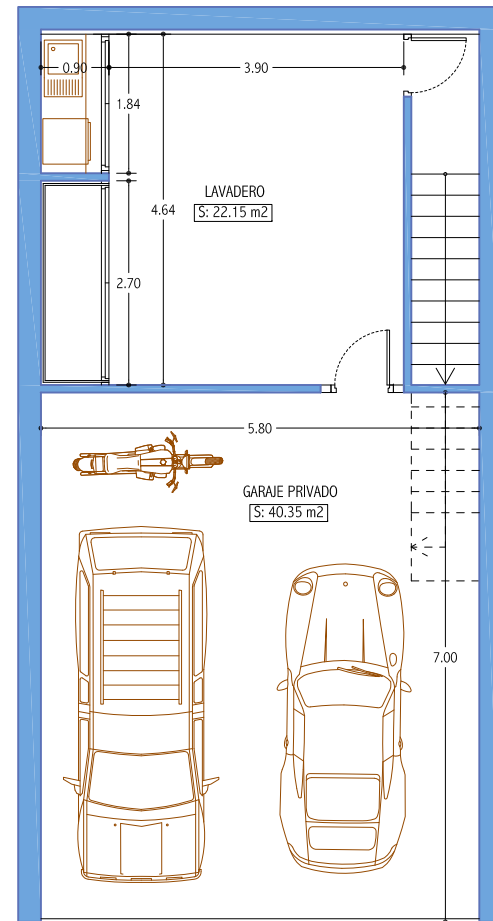 0.90
3.90
1.84
LAVADERO
S: 22.15 m2
4.64
2.70
5.80
GARAJE PRIVADO
S: 40.35 m2
7.00